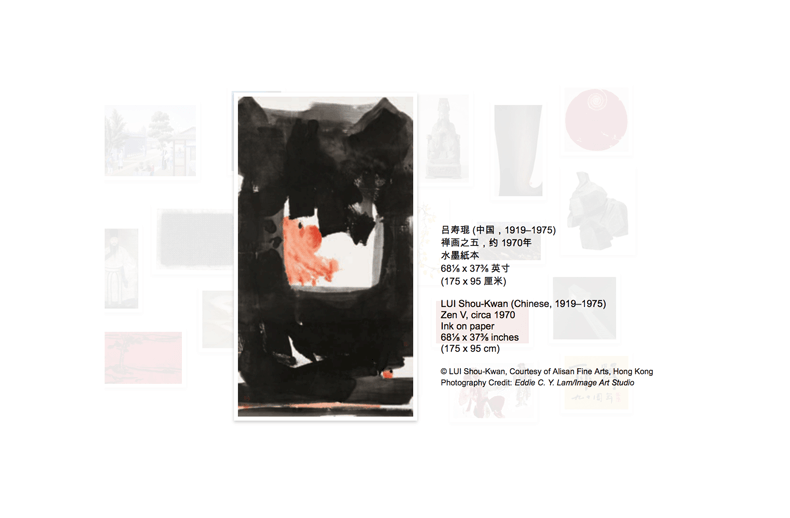 吕寿琨 (中国，1919–1975)
禅画之五，约 1970年
水墨紙本
68⅞ x 37⅜ 英寸
(175 x 95 厘米)
LUI Shou-Kwan (Chinese, 1919–1975)
Zen V, circa 1970
Ink on paper
68⅞ x 37⅜ inches
(175 x 95 cm)
© LUI Shou-Kwan, Courtesy of Alisan Fine Arts, Hong Kong
Photography Credit: Eddie C. Y. Lam/Image Art Studio